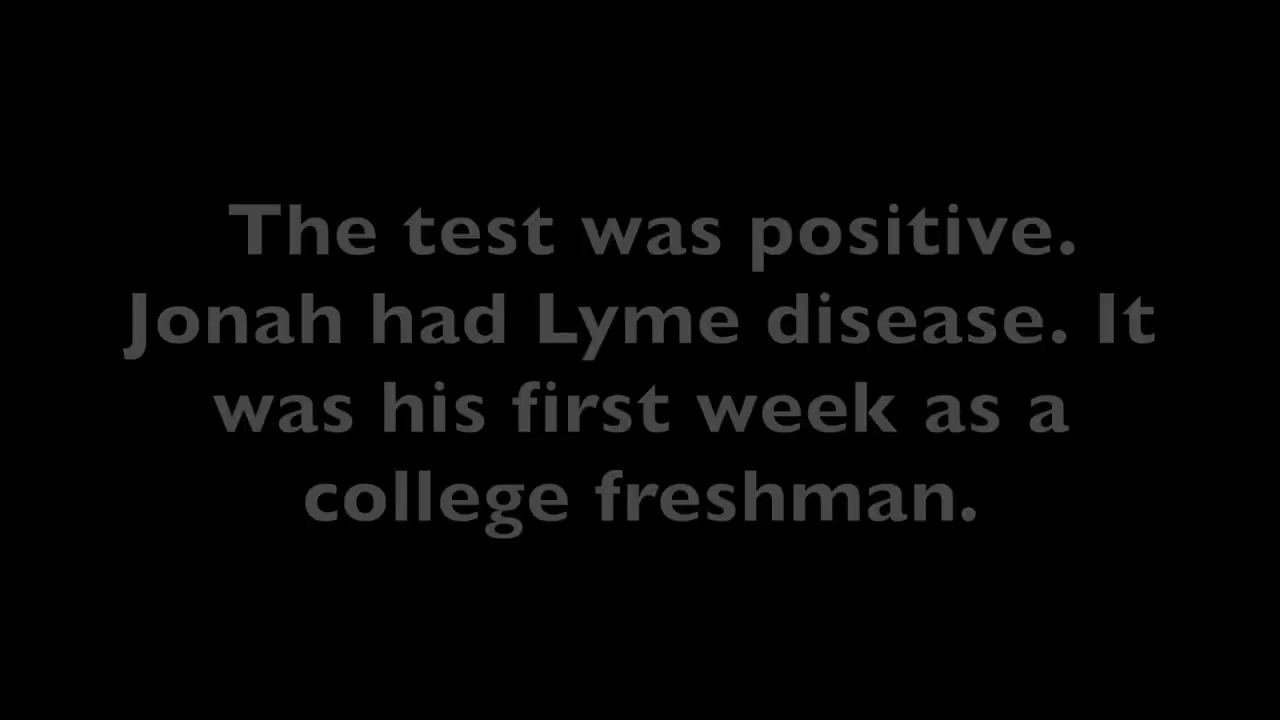 The test was positive.
Jonah had Lyme disease. It
was his first week as a
college freshman.